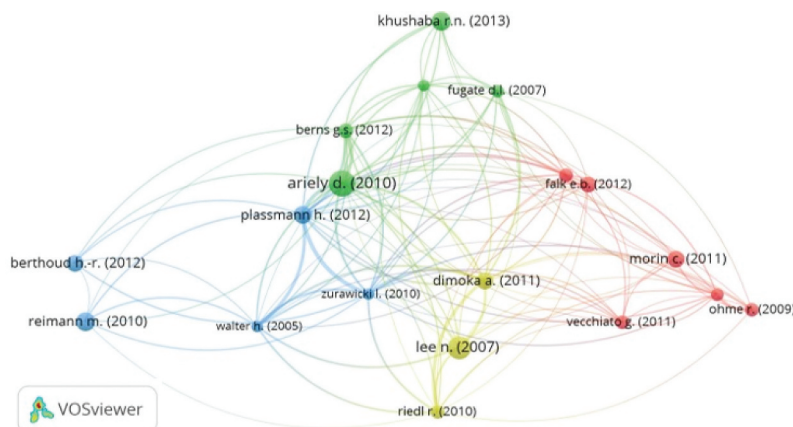 khushaba r.n. (2013)
fugate d.l. (2007)
berns g.s. (2012)
ariely d. (2010)
falk e.b. (2012)
plassmann h. (2012)
berthoud h.-r. (2012)
morin c. (2011)
dimoka a. (2011)
zurawicki l. (2010)
ohme r. (2009)
reimann m. (2010)
walter h. (2005)
vecchiato g. (2011)
lee n. (2007)
riedl r. (2010)
VOSviewer